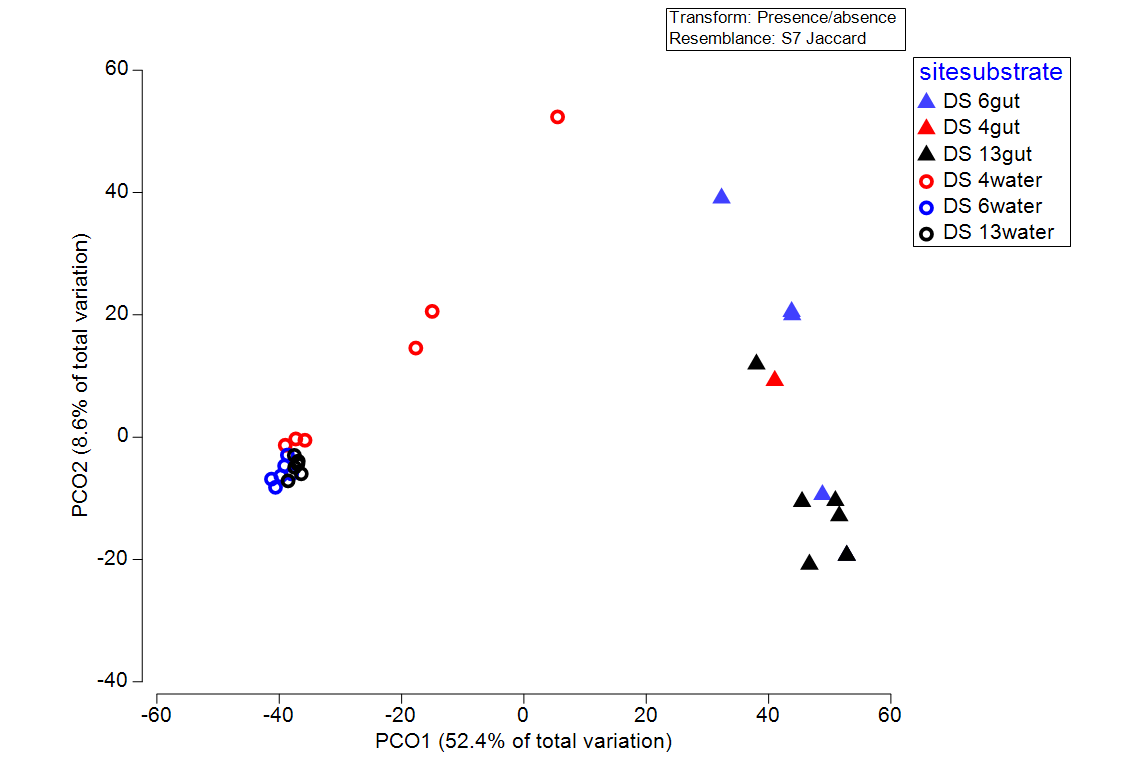 Transform: Presence/absence
Resemblance: S7 Jaccard
sitesubstrate
DS 6gut
DS 4gut
DS 13gut
DS 4water
DS 6water
DS 13water
60
40
20
0
-20
-40
PCO2 (8.6% of total variation)
-60
-40
-20
0
20
40
60
PCO1 (52.4% of total variation)